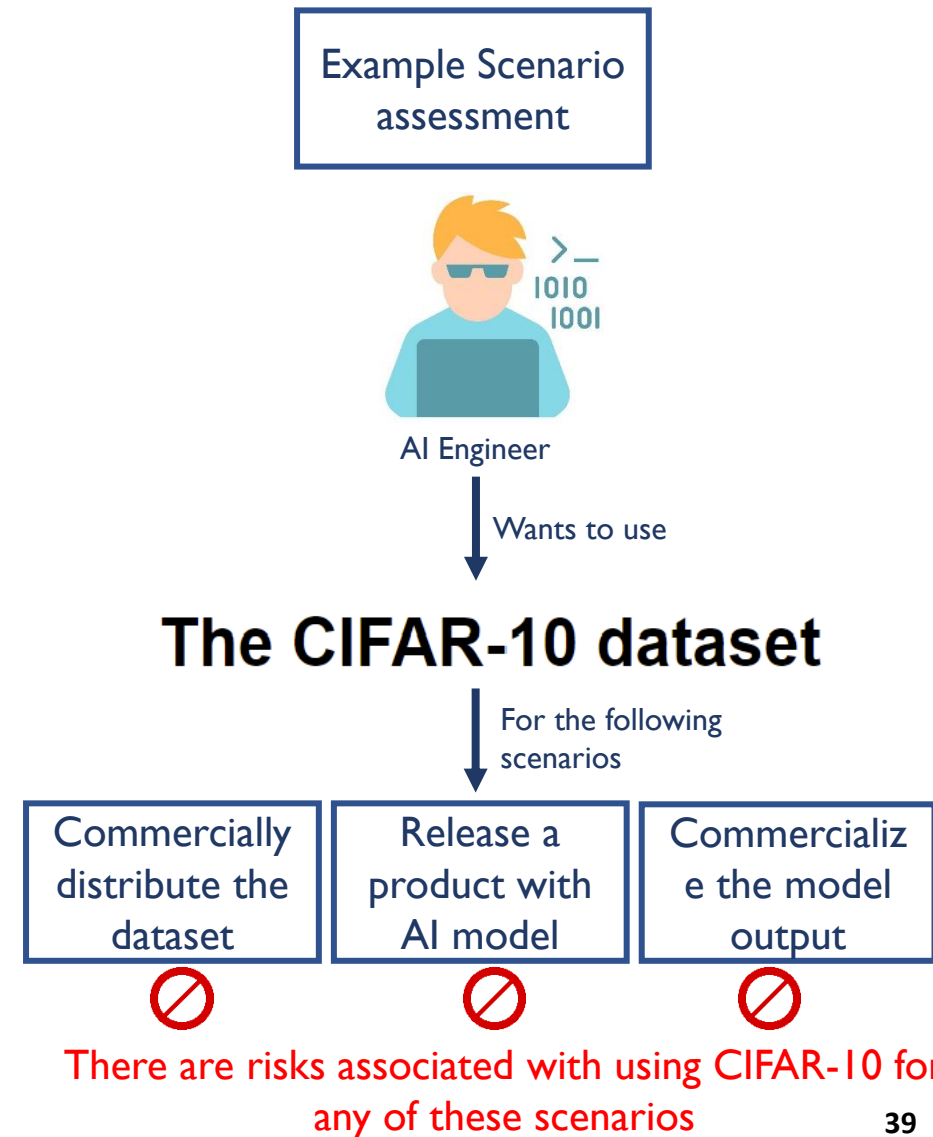 Example Scenario
assessment
>_
1010
1001
AI Engineer
Wants to use
The CIFAR-10 dataset
For the following
scenarios
Commercially
distribute the
dataset
Release a
product with
AI model
Commercializ
e the model
output
There are risks associated with using CIFAR-10 for
any of these scenarios
39